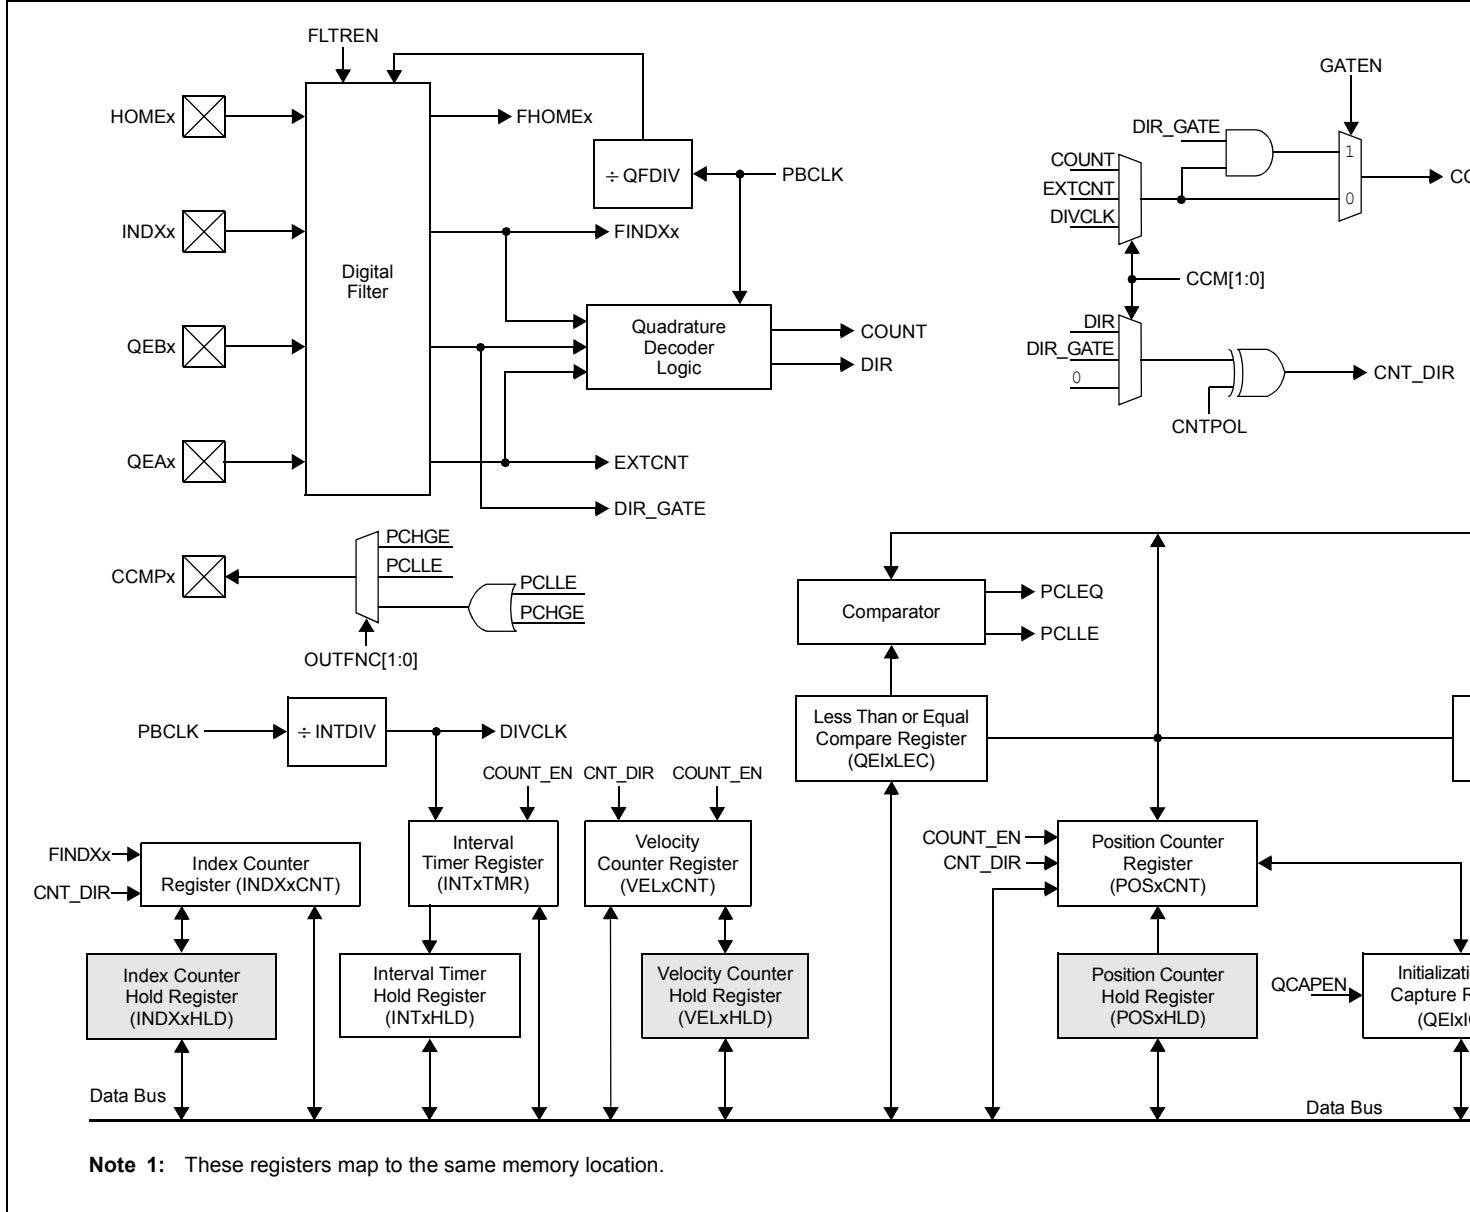 FLTREN
HOMEx
FHOMEx
÷ QFDIV
PBCLK
INDXx
FINDXx
Digital
Filter
QEBx
Quadrature
Decoder
Logic
COUNT
DIR
QEAx
EXTCNT
DIR_GATE
GATEN
DIR_GATE
COUNT
EXTCNT
DIVCLK
1
0
CCM[1:0]
DIR
DIR_GATE
0
CNT_DIR
CNTPOL
CCMPx
PCHGE
PCLLE
PCLLE
PCHGE
OUTFNC[1:0]
Comparator
PCLEQ
PCLLE
PBCLK
÷ INTDIV
DIVCLK
Less Than or Equal
Compare Register
(QEIxLEC)
COUNT_EN
CNT_DIR
COUNT_EN
FINDXx
CNT_DIR
Index Counter
Register (INDXxCNT)
Interval
Timer Register
(INTxTMR)
Velocity
Counter Register
(VELxCNT)
COUNT_EN
CNT_DIR
Position Counter
Register
(POSxCNT)
Index Counter
Hold Register
(INDXxHLD)
Interval Timer
Hold Register
(INTxHLD)
Velocity Counter
Hold Register
(VELxHLD)
Position Counter
Hold Register
(POSxHLD)
QCAPEN
Capture
Data Bus
Data Bus
Note 1: These registers map to the same memory location.